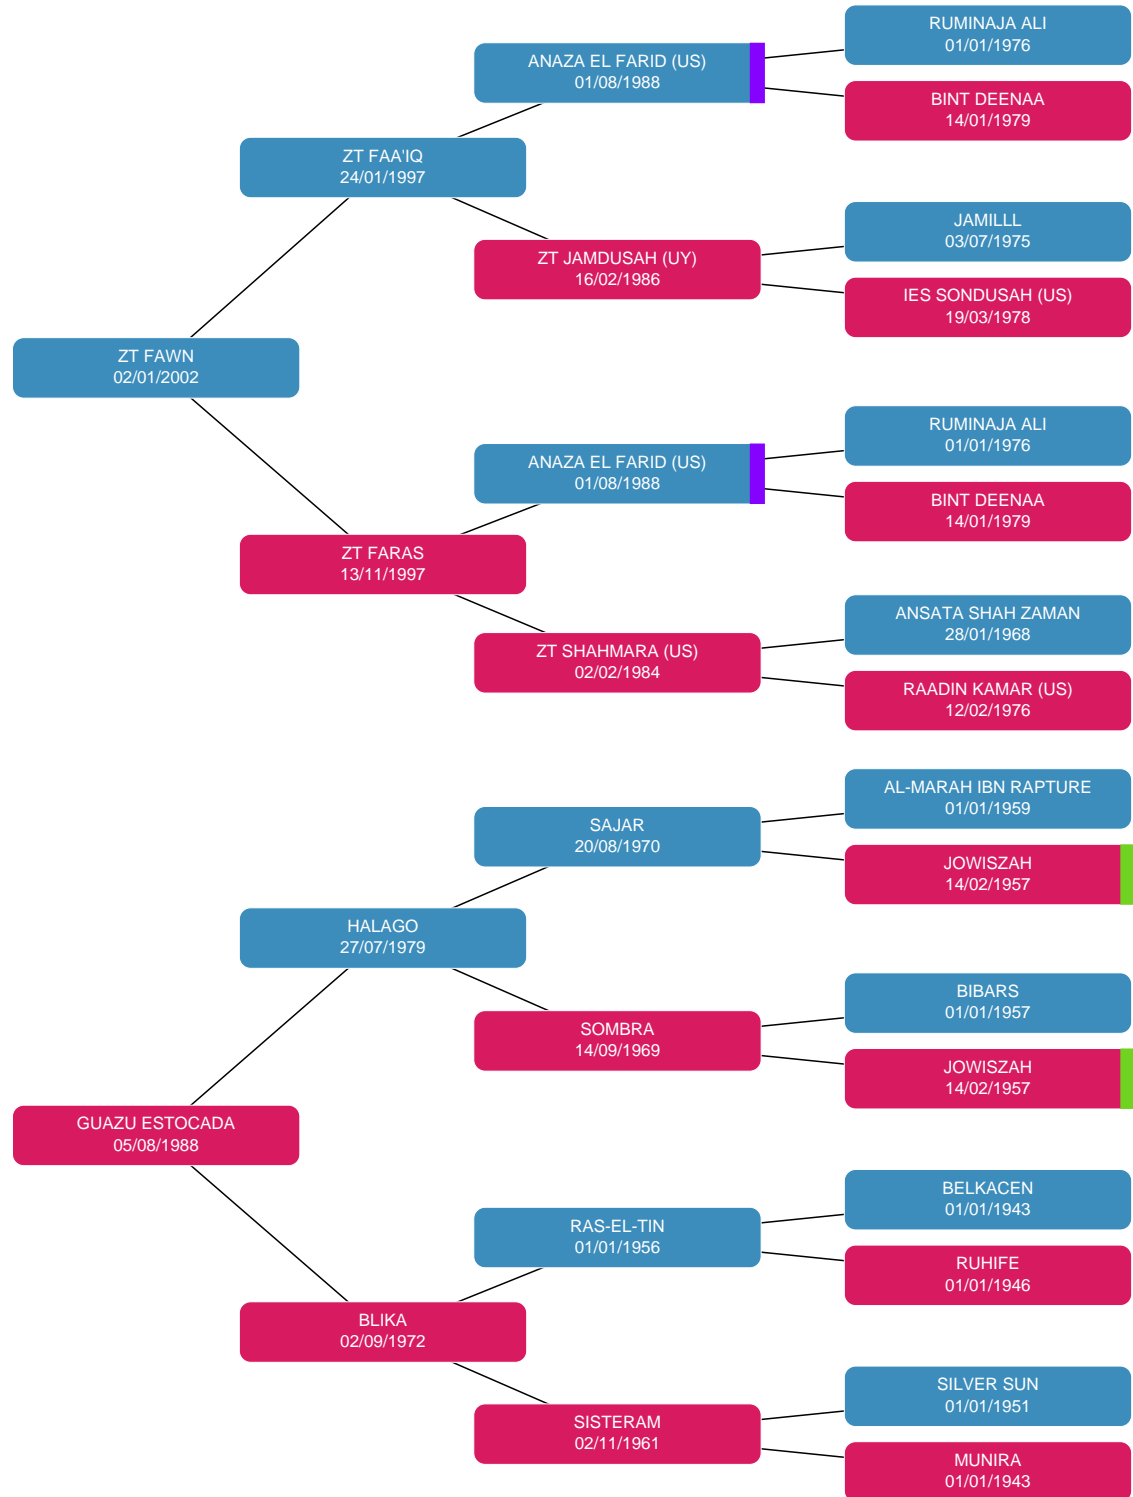 RUMINAJA ALI
01/01/1976
ANAZA EL FARID (US)
01/08/1988
BINT DEENAA
14/01/1979
ZT FAA'IQ
24/01/1997
JAMILLL
03/07/1975
ZT JAMDUSAH (UY)
16/02/1986
IES SONDUSAH (US)
19/03/1978
ZT FAWN
02/01/2002
RUMINAJA ALI
01/01/1976
ANAZA EL FARID (US)
01/08/1988
BINT DEENAA
14/01/1979
ZT FARAS
13/11/1997
ANSATA SHAH ZAMAN
28/01/1968
ZT SHAHMARA (US)
02/02/1984
RAADIN KAMAR (US)
12/02/1976
AL-MARAH IBN RAPTURE
01/01/1959
SAJAR
20/08/1970
JOWISZAH
14/02/1957
HALAGO
27/07/1979
BIBARS
01/01/1957
SOMBRA
14/09/1969
JOWISZAH
14/02/1957
GUAZU ESTOCADA
05/08/1988
BELKACEN
01/01/1943
RAS-EL-TIN
01/01/1956
RUHIFE
01/01/1946
BLIKA
02/09/1972
SILVER SUN
01/01/1951
SISTERAM
02/11/1961
MUNIRA
01/01/1943